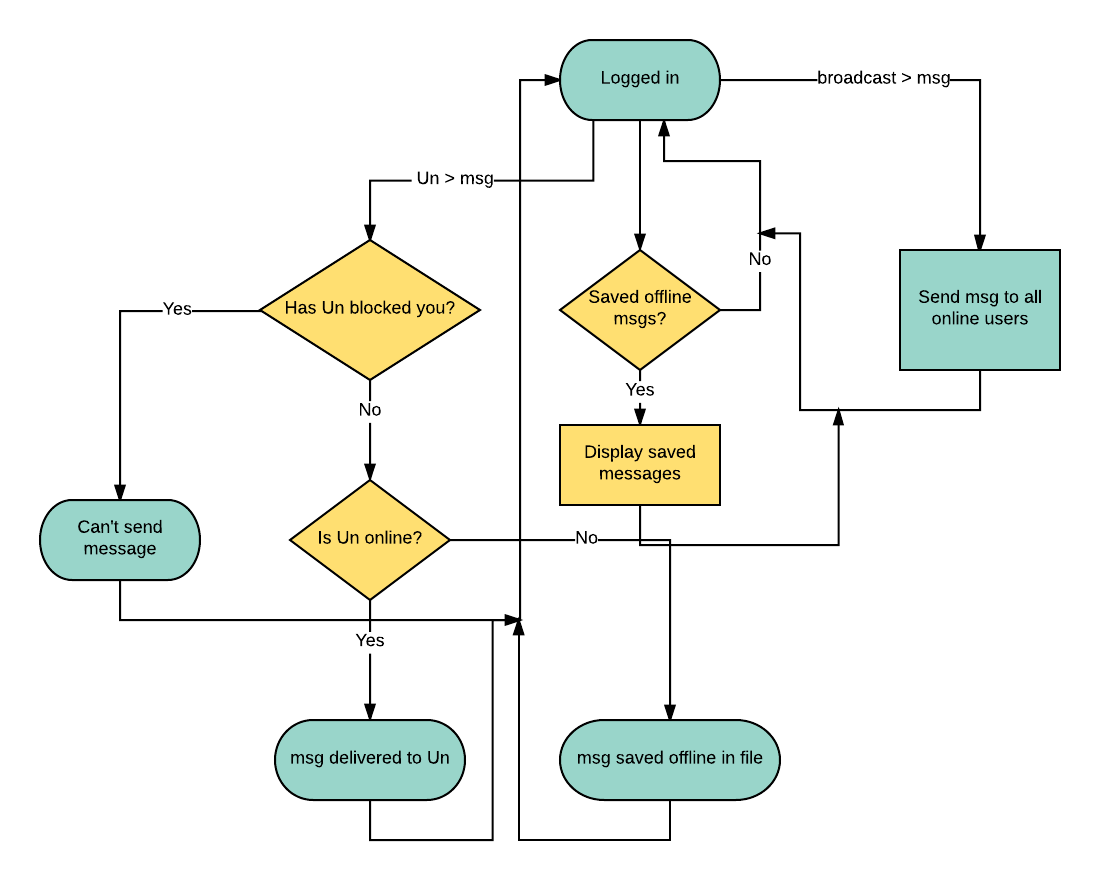 Logged in
broadcast > msg
Un > msg
No
Saved offline
msgs?
Send msg to all
online users
Has Un blocked you?
Yes
Yes
No
Display saved
messages
Can't send
message
Is Un online?
No
Yes
msg delivered to Un
msg saved offline in file